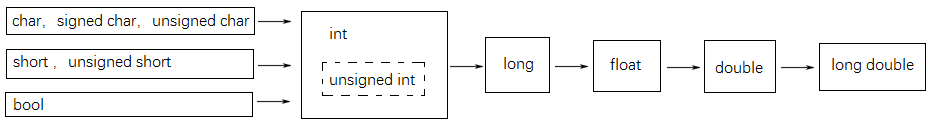 char，signed char，unsigned char
short ，unsigned short
bool
int
unsigned int
long
float
double
long double